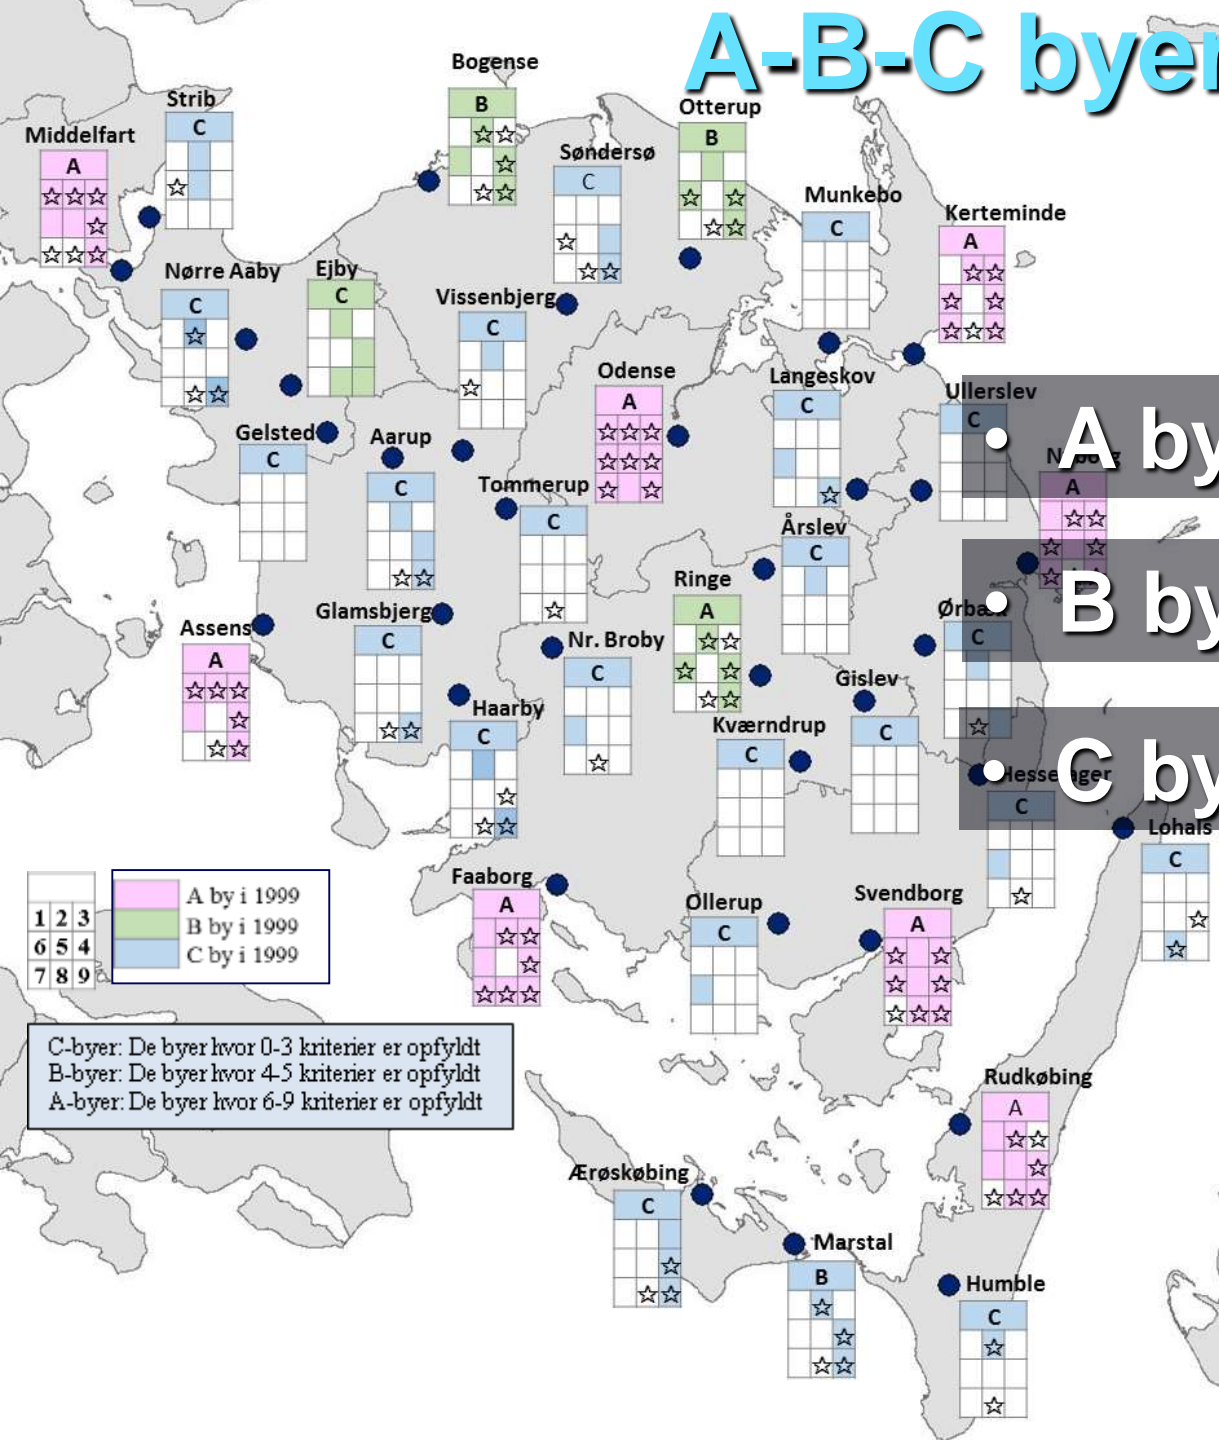 A-B-C byer
Bogense
B
Strib
C
Otterup
B
Middelfart
A
Søndersø
C
Munkebo
C
Kerteminde
A
Nørre Aaby
C
Ejby
C
Vissenbjerg
C
Odense
A
Langeskov
C
Ullerslev
C
• A by
Gelsted
C
Aarup
C
A
Tommerup
C
Årslev
C
Ringe
A
• B by
Glamsbjerg
C
Assens
A
Nr. Broby
C
Ørbæk
C
Gislev
C
Haarby
C
Kværndrup
C
• C by
Hesselager
C
Lohals
C
Faaborg
A
Ollerup
C
Svendborg
A
1 2 3
6 5 4
7 8 9
A by i 1999
B by i 1999
C by i 1999
C-byer: De byer hvor 0-3 kriterier er opfyldt
B-byer: De byer hvor 4-5 kriterier er opfyldt
A-byer: De byer hvor 6-9 kriterier er opfyldt
Rudkøbing
A
Ærøskøbing
C
Marstal
B
Humble
C